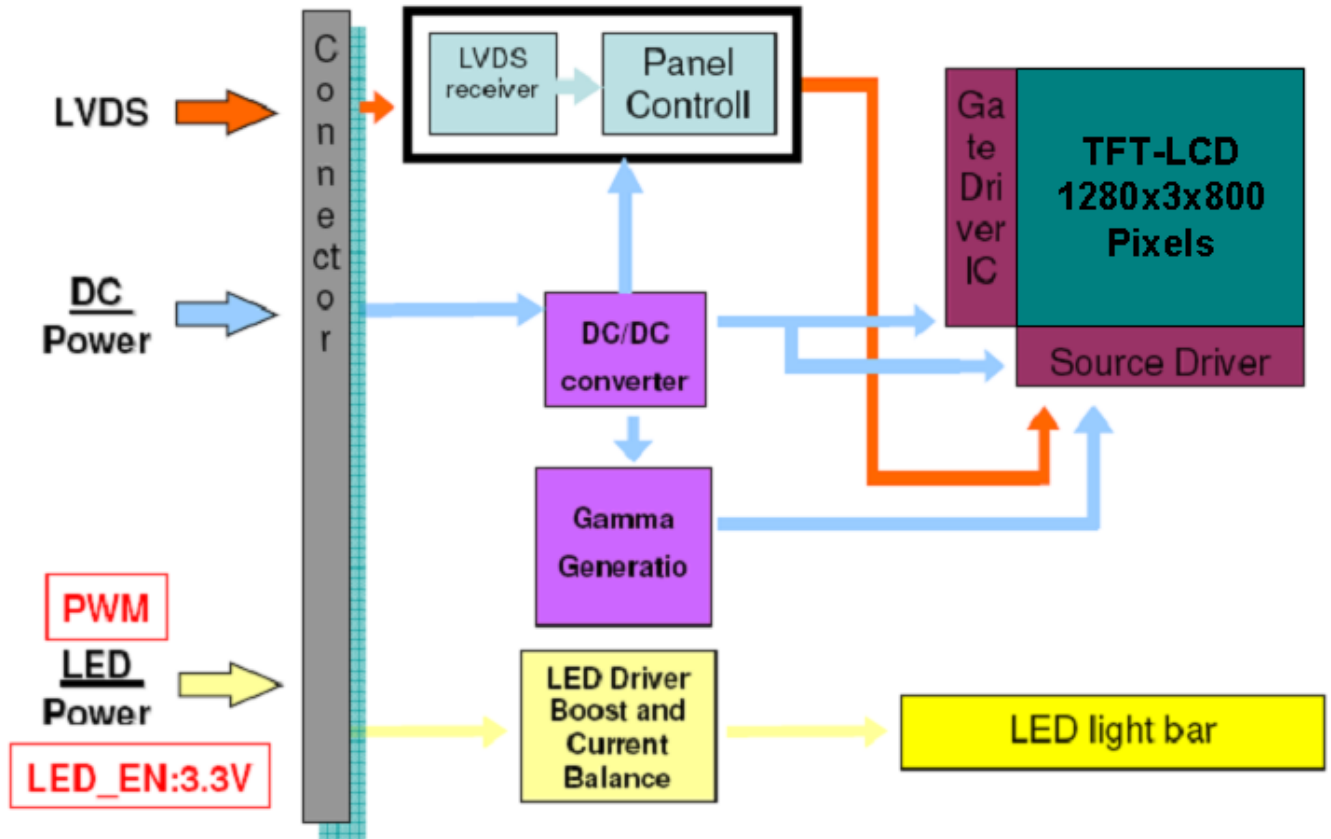 LVDS
DC
Power
PWM
LED
Power
LED_EN:3.3V
C
o
n
n
e
ct
o
r
LVDS
receiver
Panel
Controll
DC/DC
converter
Gamma
Generatio
LED Driver
Boost and
Current
Balance
Ga
te
Dri
ver
IC
TFT-LCD
1280x3x800
Pixels
Source Driver
LED light bar